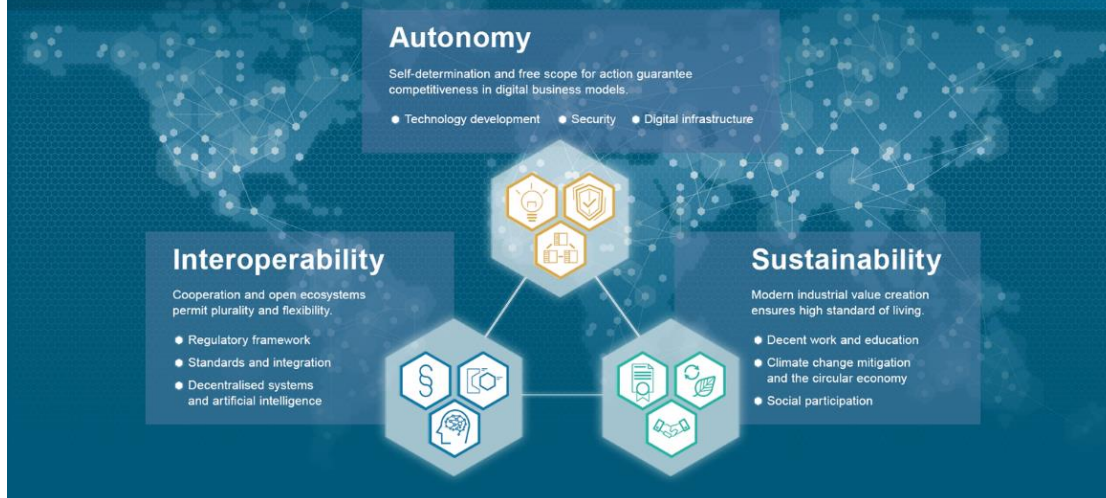 Autonomy
Self-determination and free scope for action guarantee
competitiveness in digital business models.
Technology development Security Digital infrastructure
Interoperability
Cooperation and open ecosystems
permit plurality and flexibility.
Regulatory framework
Standards and integration
Decentralised systems
and artificial intelligence
§
Sustainability
Modern industrial value creation
ensures high standard of living.
Decent work and education
Climate change mitigation
and the circular economy
Social participation